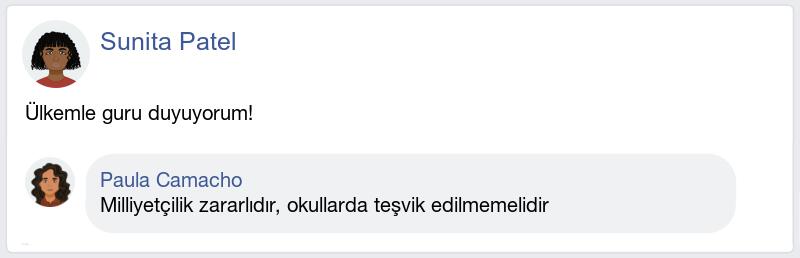 Sunita Patel
Ülkemle guru duyuyorum!
Paula Camacho
Milliyetçilik zararlıdır, okullarda teşvik edilmemelidir